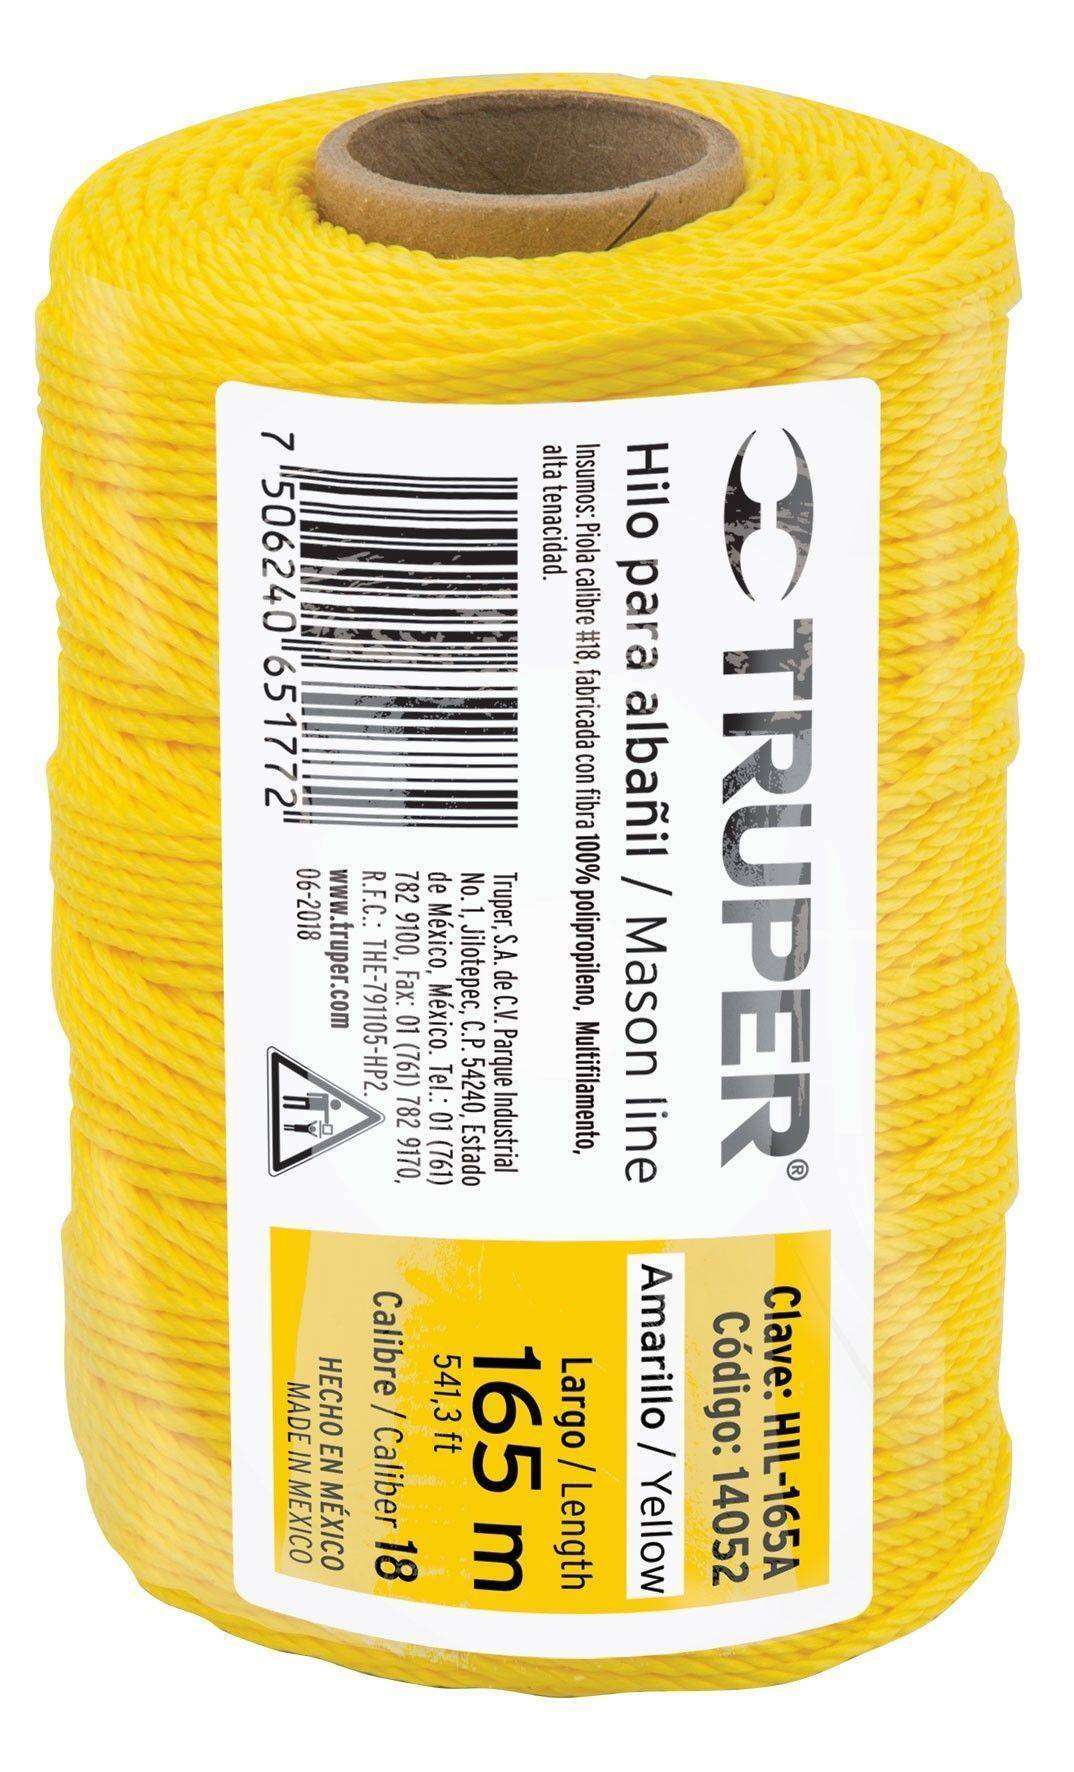 TRUPER®
Hilo para albañil / Mason line
Insumos: Piola calibre #18, fabricada con fibra 100% polipropileno, Multifilamento,
alta tenacidad.
7 506240 651772
Truper, S.A. de C.V. Parque Industrial
No. 1, Jilotepec, C.P. 54240, Estado
de México, México. Tel.: 01 (761)
782 9100, Fax: 01 (761) 782 9170,
R.F.C.: THE-791105-HP2.
www.truper.com
06-2018
Clave: HIL-165A
Código: 14052
Amarillo / Yellow
Largo / Length
165 m
541,3 ft
Calibre / Caliber 18
HECHO EN MÉXICO
MADE IN MEXICO